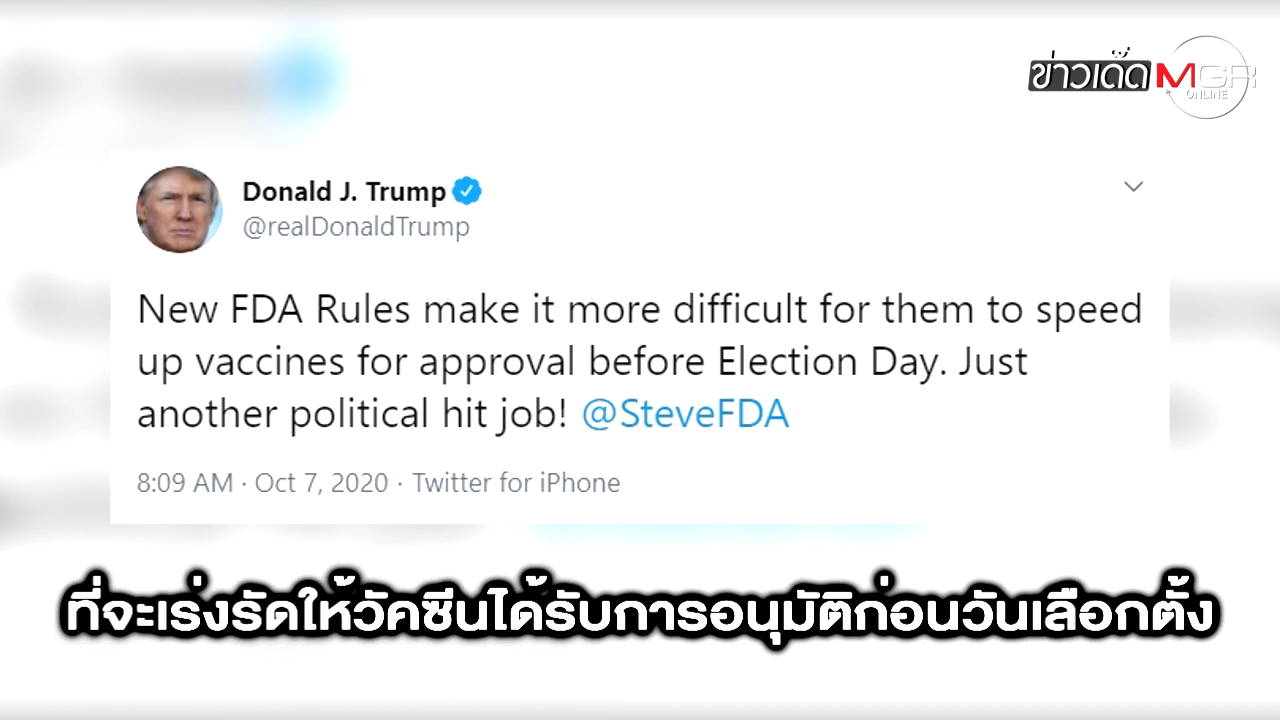 ข่าวเด็ด MGR
ONLINE
Donald J. Trump
@realDonaldTrump
New FDA Rules make it more difficult for them to speed
up vaccines for approval before Election Day. Just
another political hit job! @SteveFDA
8:09 AM · Oct 7, 2020 · Twitter for iPhone
ที่จะเร่งรัดให้วัคซีนได้รับการอนุมัติก่อนวันเลือกตั้ง